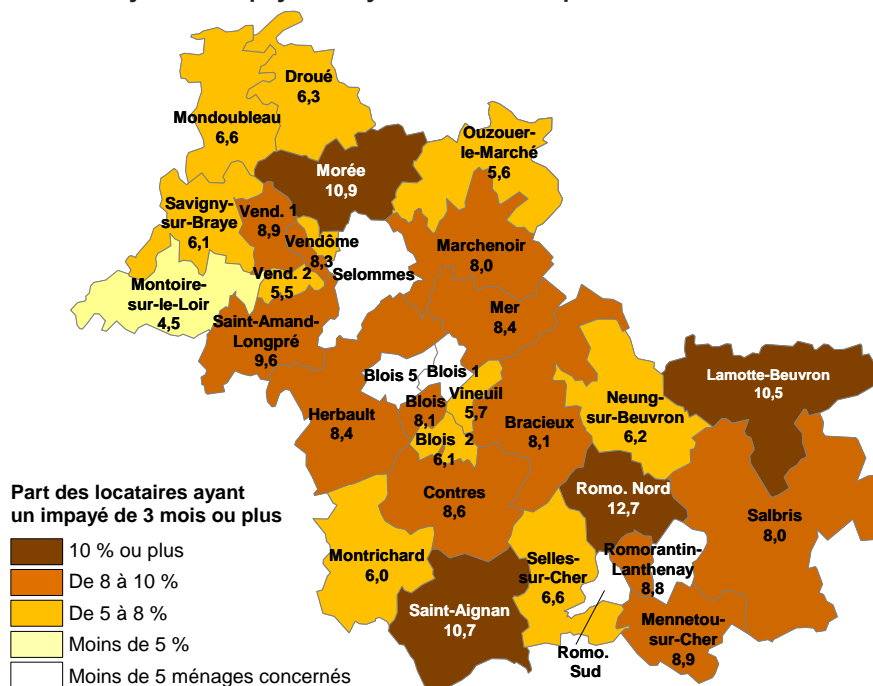 Droué
6,3
Mondoubleau
6,6
Ouzouer-
le-Marché
5,6
Morée
10,9
Savigny-
sur-Braye
6,1
Vend. 1
8,9
Vendôme
8,3
Selommes
Marchenoir
8,0
Vend. 2
5,5
Montoire-
sur-le-Loir
4,5
Saint-Amand-
Longpré
9,6
Mer
8,4
Blois 5
Blois 1
Vineuil
5,7
Blois
8,1
Blois 2
6,1
Herbault
8,4
Bracieux
8,1
Neung-
sur-Beuvron
6,2
Lamotte-Beuvron
10,5
Contres
8,6
Romo. Nord
12,7
Salbris
8,0
Montrichard
6,0
Selles-
sur-Cher
6,6
Romorantin-
Lanthenay
8,8
Saint-Aignan
10,7
Mennetou-
sur-Cher
8,9
Romo.
Sud
Part des locataires ayant
un impayé de 3 mois ou plus
10 % ou plus
De 8 à 10 %
De 5 à 8 %
Moins de 5 %
Moins de 5 ménages concernés